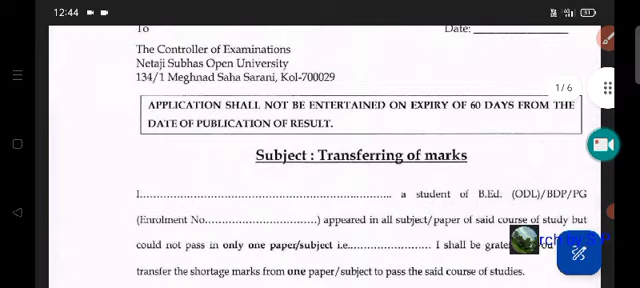 12:44
51
To Date:
The Controller of Examinations
Netaji Subhas Open University
134/1 Meghnad Saha Sarani, Kol-700029
1/6
APPLICATION SHALL NOT BE ENTERTAINED ON EXPIRY OF 60 DAYS FROM THE
DATE OF PUBLICATION OF RESULT.
Subject : Transferring of marks
I.................................................................. a student of B.Ed. (ODL)/BDP/PG
(Enrolment No..............................) appeared in all subject/paper of said course of study but
could not pass in only one paper/subject i.e..................... I shall be
transfer the shortage marks from one paper/subject to pass the said course of studies.